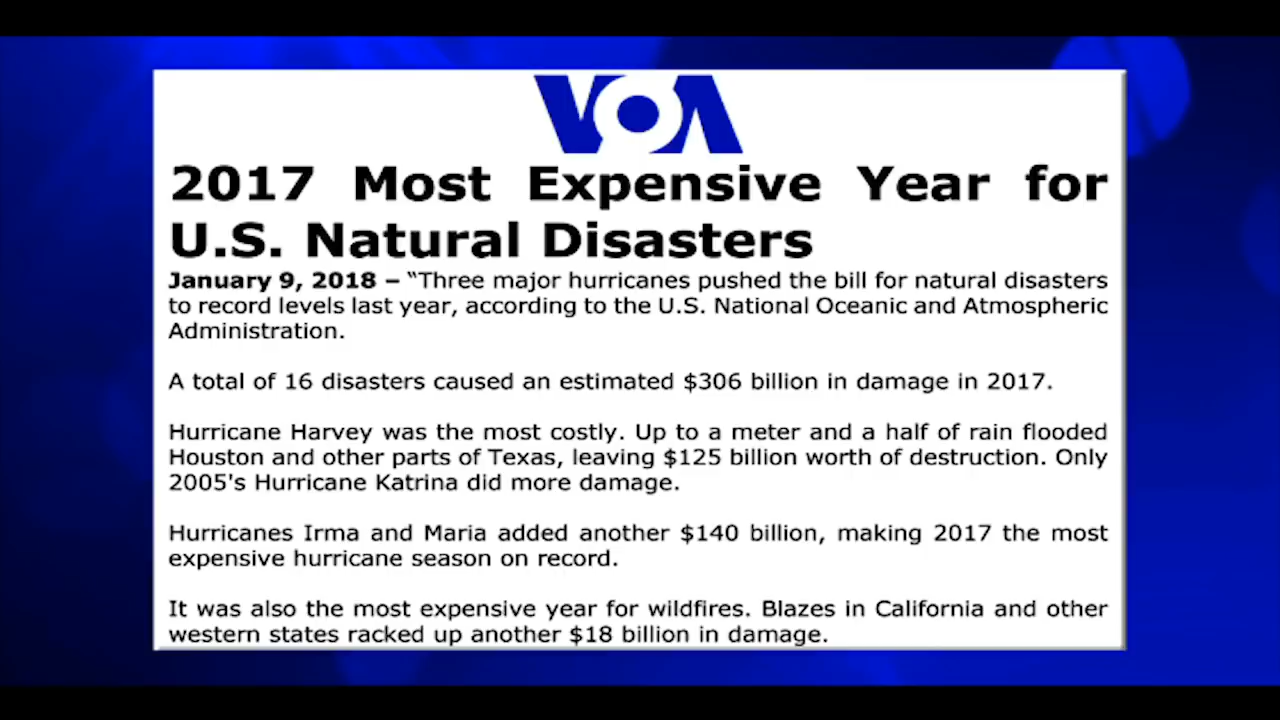 VOA
2017 Most Expensive Year for
U.S. Natural Disasters
January 9, 2018 – “Three major hurricanes pushed the bill for natural disasters
to record levels last year, according to the U.S. National Oceanic and Atmospheric
Administration.
A total of 16 disasters caused an estimated $306 billion in damage in 2017.
Hurricane Harvey was the most costly. Up to a meter and a half of rain flooded
Houston and other parts of Texas, leaving $125 billion worth of destruction. Only
2005's Hurricane Katrina did more damage.
Hurricanes Irma and Maria added another $140 billion, making 2017 the most
expensive hurricane season on record.
It was also the most expensive year for wildfires. Blazes in California and other
western states racked up another $18 billion in damage.